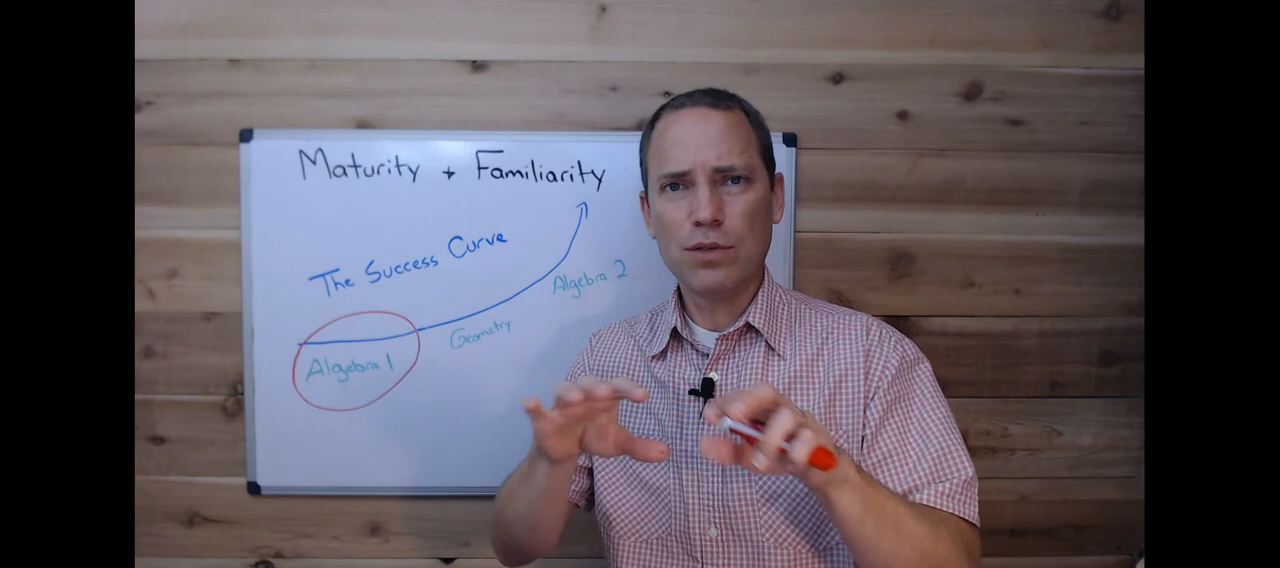 Maturity + Familiarity
The Success Curve
Algebra 2
Geometry
Algebra 1